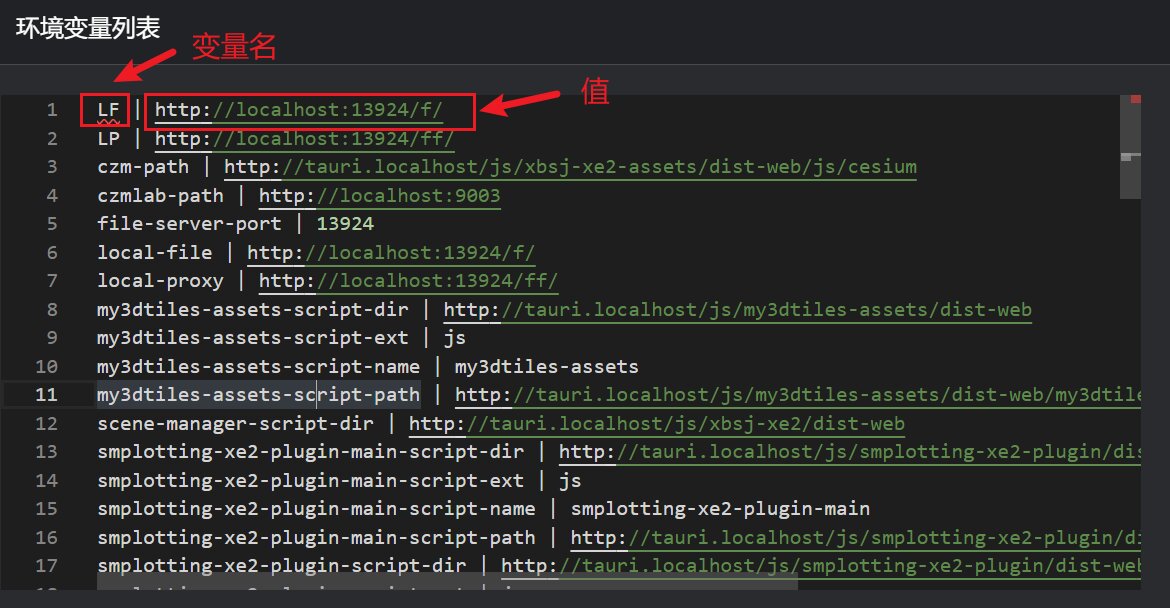 环境变量列表
变量名
值
1 LF | http://localhost:13924/f/
2 LP | http://localhost:13924/ff/
3 czm-path | http://tauri.localhost/js/xbsj-xe2-assets/dist-web/js/cesium
4 czmlab-path | http://localhost:9003
5 file-server-port | 13924
6 local-file | http://localhost:13924/f/
7 local-proxy | http://localhost:13924/ff/
8 my3dtiles-assets-script-dir | http://tauri.localhost/js/my3dtiles-assets/dist-web
9 my3dtiles-assets-script-ext | js
10 my3dtiles-assets-script-name | my3dtiles-assets
11 my3dtiles-assets-script-path | http://tauri.localhost/js/my3dtiles-assets/dist-web/my3dtile
12 scene-manager-script-dir | http://tauri.localhost/js/xbsj-xe2/dist-web
13 smplotting-xe2-plugin-main-script-dir | http://tauri.localhost/js/smplotting-xe2-plugin/dis
14 smplotting-xe2-plugin-main-script-ext | js
15 smplotting-xe2-plugin-main-script-name | smplotting-xe2-plugin-main
16 smplotting-xe2-plugin-main-script-path | http://tauri.localhost/js/smplotting-xe2-plugin/di
17 smplotting-xe2-plugin-script-dir | http://tauri.localhost/js/smplotting-xe2-plugin/dist-web